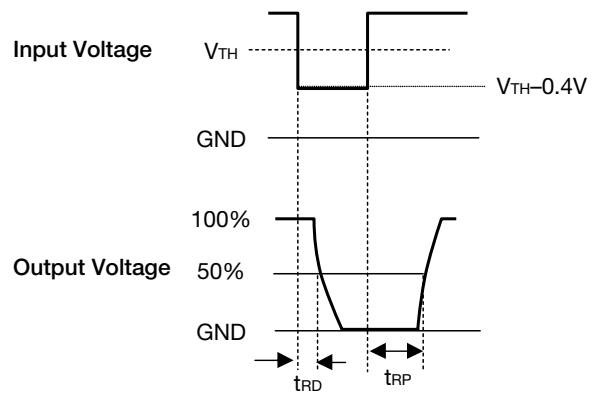 Input Voltage
VTH
VTH–0.4V
GND
100%
Output Voltage
50%
GND
tRD
tRP